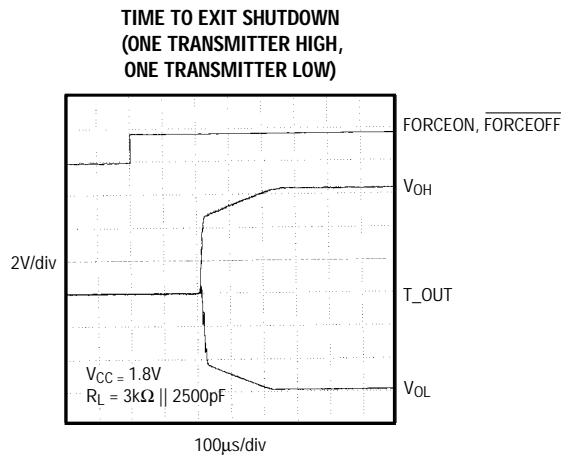 TIME TO EXIT SHUTDOWN
(ONE TRANSMITTER HIGH,
ONE TRANSMITTER LOW)
FORCEON, F̅O̅R̅C̅E̅O̅F̅F̅
VOH
2V/div
T_OUT
VCC = 1.8V
RL = 3kΩ || 2500pF
VOL
100µs/div